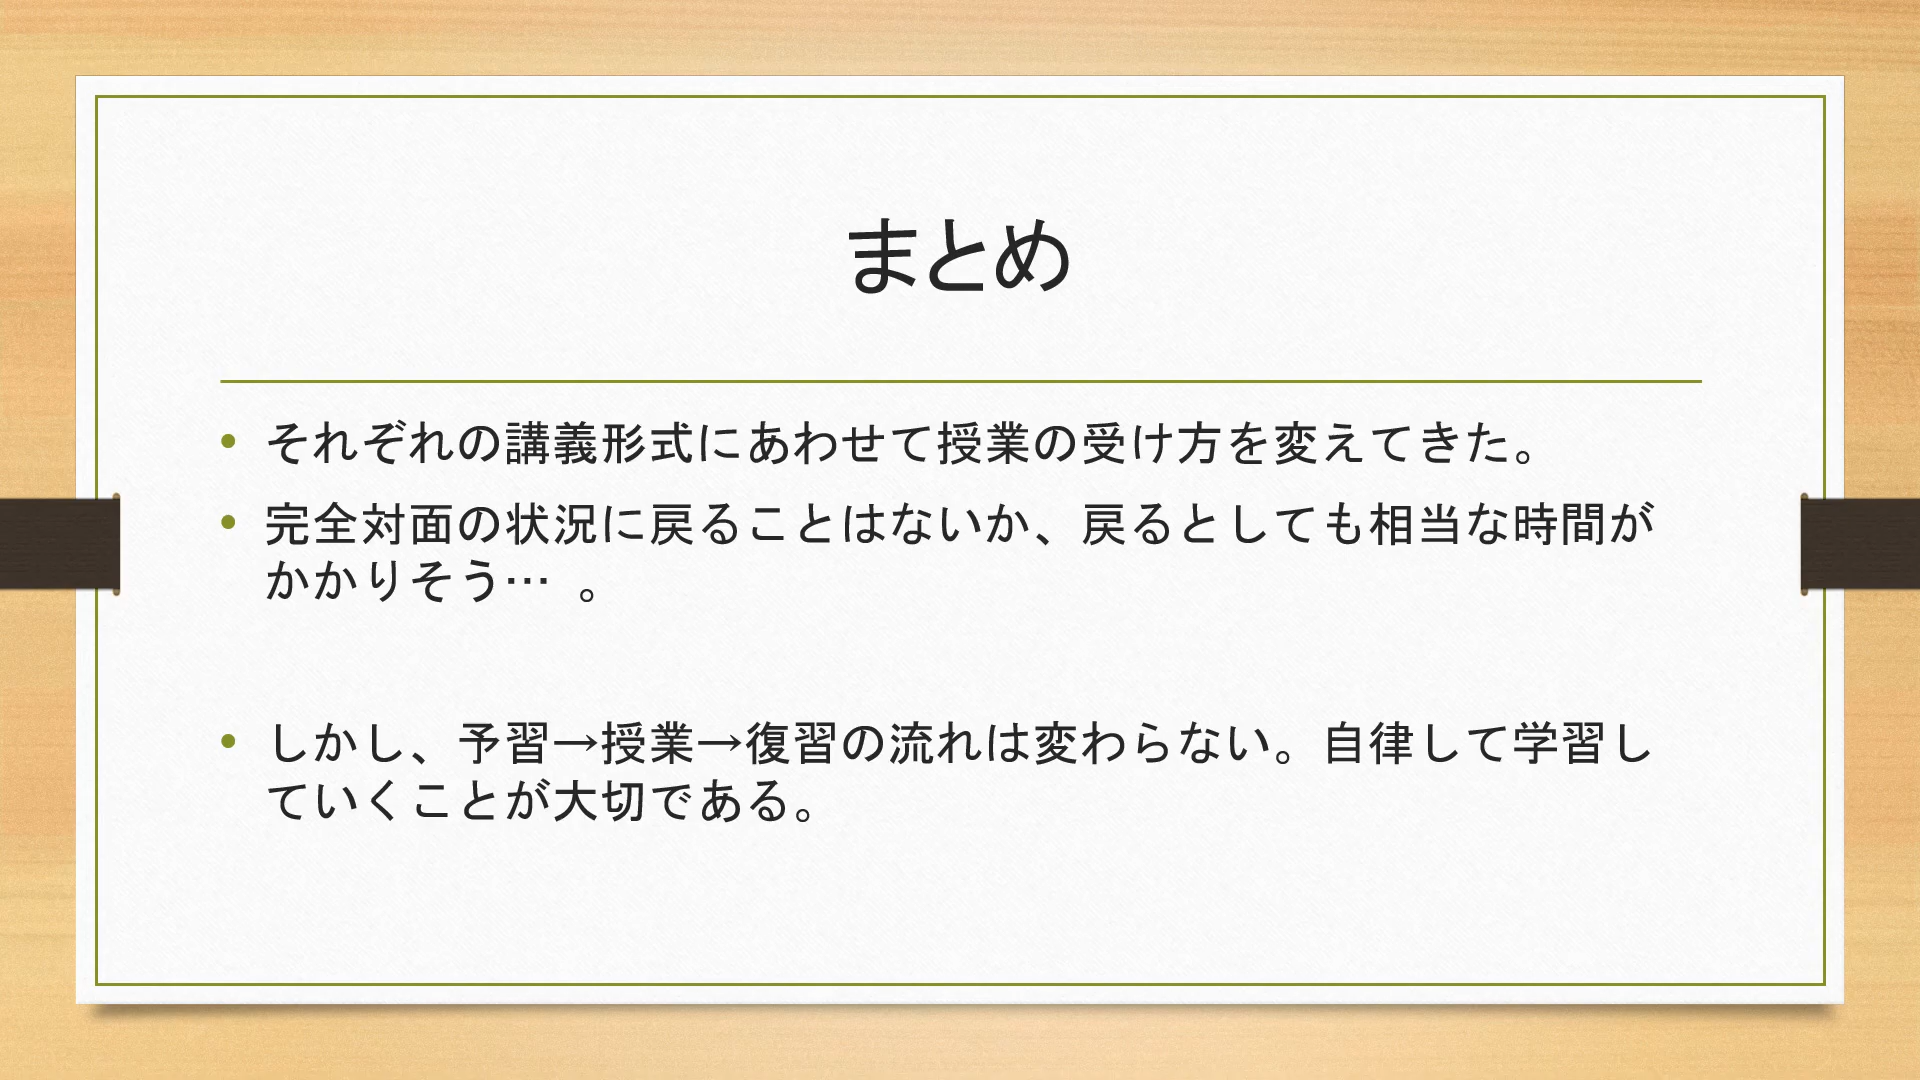 まとめ
• それぞれの講義形式にあわせて授業の受け方を変えてきた。
• 完全対面の状況に戻ることはないか、戻るとしても相当な時間が
かかりそう… 。
• しかし、予習→授業→復習の流れは変わらない。自律して学習し
ていくことが大切である。